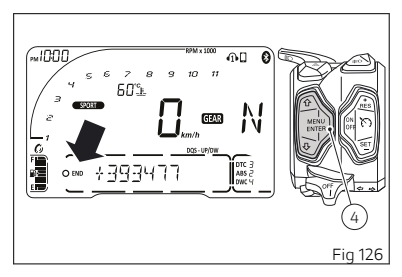 PM 10:00
RPM x 1000
1 2 3 4 5 6 7 8 9 10 11
60°C
SPORT
0
km/h
GEAR
N
DQS - UP/DW
F
E
END
+393477
DTC 3
ABS 2
DWC 4
MENU
ENTER
ON
OFF
+
RES
SET
-
OFF
4
Fig 126